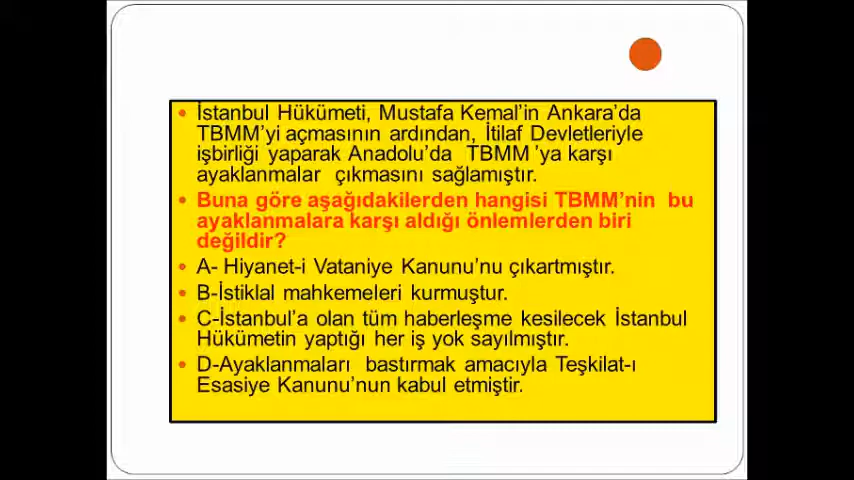 İstanbul Hükümeti, Mustafa Kemal'in Ankara'da
TBMM'yi açmasının ardından, İtilaf Devletleriyle
işbirliği yaparak Anadolu'da TBMM 'ya karşı
ayaklanmalar çıkmasını sağlamıştır.
Buna göre aşağıdakilerden hangisi TBMM'nin bu
ayaklanmalara karşı aldığı önlemlerden biri
değildir?
A- Hiyanet-i Vataniye Kanunu'nu çıkartmıştır.
B-İstiklal mahkemeleri kurmuştur.
C-İstanbul'a olan tüm haberleşme kesilecek İstanbul
Hükümetin yaptığı her iş yok sayılmıştır.
D-Ayaklanmaları bastırmak amacıyla Teşkilat-ı
Esasiye Kanunu'nun kabul etmiştir.